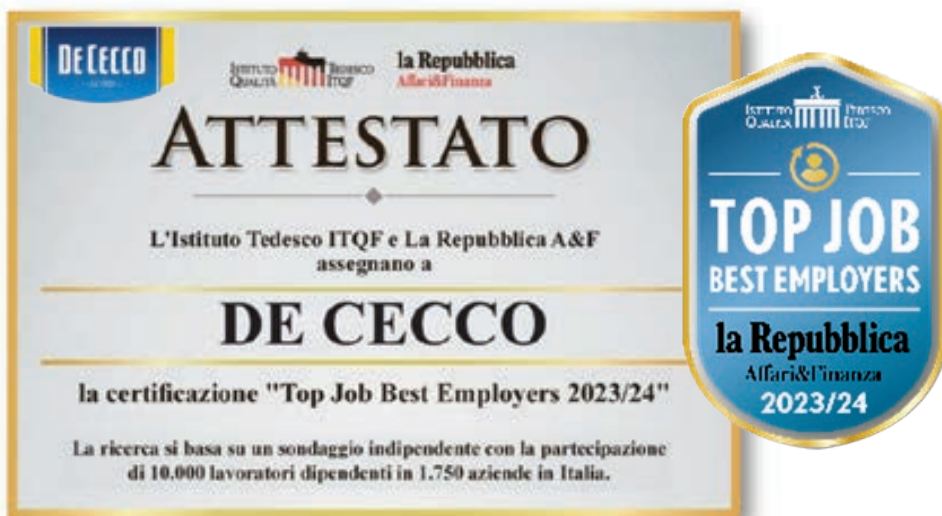 DE CECCO
ISTITUTO TEDESCO
QUALITÀ ITQF
la Repubblica
Affari&Finanza
ATTESTATO
L'Istituto Tedesco ITQF e La Repubblica A&F
assegnano a
DE CECCO
la certificazione "Top Job Best Employers 2023/24"
La ricerca si basa su un sondaggio indipendente con la partecipazione
di 10.000 lavoratori dipendenti in 1.750 aziende in Italia.
ISTITUTO TEDESCO
QUALITÀ ITQF
TOP JOB
BEST EMPLOYERS
la Repubblica
Affari&Finanza
2023/24